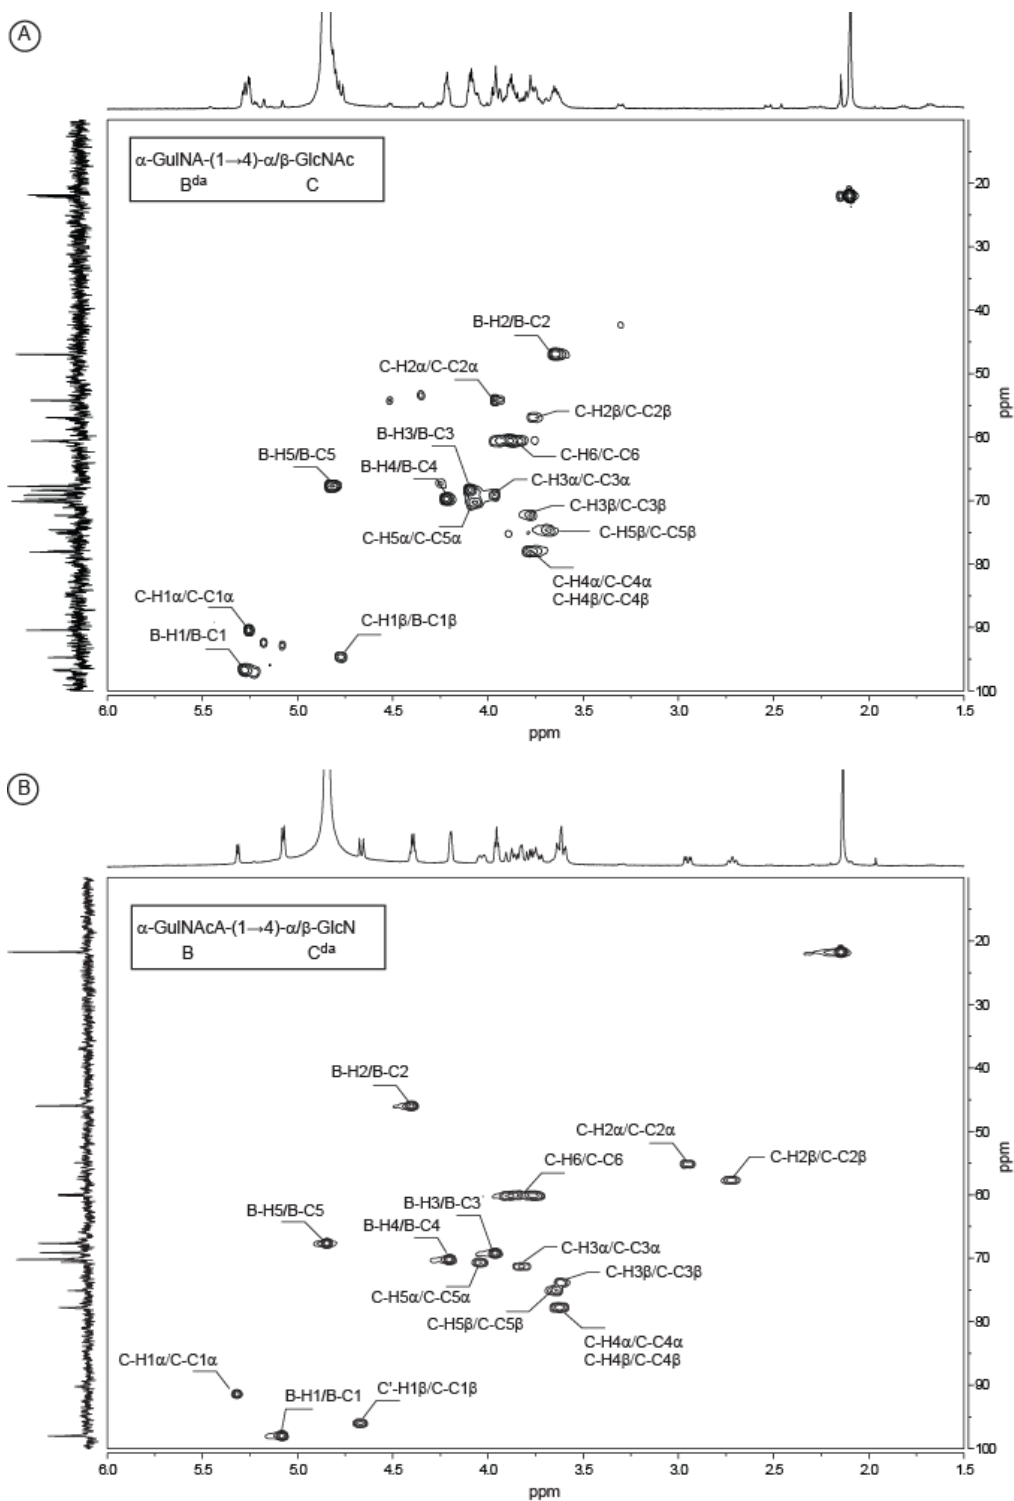 A
α-GulNA-(1→4)-α/β-GlcNAc
Bda C
20
30
40
B-H2/B-C2
50
C-H2α/C-C2α
ppm
C-H2β/C-C2β
60
B-H3/B-C3
B-H5/B-C5
C-H6/C-C6
B-H4/B-C4
C-H3α/C-C3α
70
C-H3β/C-C3β
C-H5α/C-C5α
C-H5β/C-C5β
80
C-H4α/C-C4α
C-H4β/C-C4β
C-H1α/C-C1α
90
C-H1β/B-C1β
B-H1/B-C1
100
6.0 5.5 5.0 4.5 4.0 3.5 3.0 2.5 2.0 1.5
ppm
B
α-GulNAcA-(1→4)-α/β-GlcN
B Cda
20
30
40
B-H2/B-C2
50
C-H2α/C-C2α
ppm
C-H2β/C-C2β
C-H6/C-C6
60
B-H3/B-C3
B-H5/B-C5
B-H4/B-C4
C-H3α/C-C3α
70
C-H3β/C-C3β
C-H5α/C-C5α
C-H5β/C-C5β
80
C-H4α/C-C4α
C-H4β/C-C4β
C-H1α/C-C1α
90
C'-H1β/C-C1β
B-H1/B-C1
100
6.0 5.5 5.0 4.5 4.0 3.5 3.0 2.5 2.0 1.5
ppm